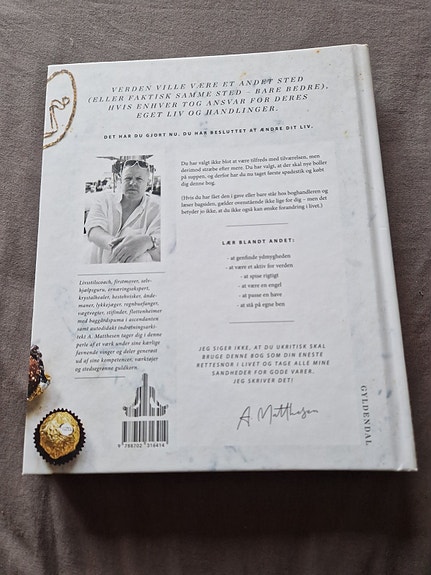 VERDEN VILLE VÆRE ET ANDET STED
(ELLER FAKTISK SAMME STED – BARE BEDRE),
HVIS ENHVER TOG ANSVAR FOR DERES
EGET LIV OG HANDLINGER.
DET HAR DU GJORT NU. DU HAR BESLUTTET AT ÆNDRE DIT LIV.
Du har valgt ikke blot at være tilfreds med tilværelsen, men
derimod stræbe efter mere. Du har valgt, at der skal nye boller
på suppen, og derfor har du nu taget første spadestik og købt
dig denne bog.
(Hvis du har fået den i gave eller bare står hos boghandleren og
læser bagsiden, gælder ovenstående ikke lige for dig – men det
betyder jo ikke, at du ikke også kan ønske forandring i livet.)
LÆR BLANDT ANDET:
- at genfinde ydmygheden
- at være et aktiv for verden
- at spise rigtigt
- at være en engel
- at passe en have
- at stå på egne ben
Livsstilscoach, firstmover, selv-
hjælpsguru, ernæringsekspert,
krystalhealer, hestehvisker, ånde-
maner, lykkejæger, regnbuefanger,
vægtvogter, stifinder, flottenheimer
med baggårdspuma i ascendanten
samt autodidakt indretningsarki-
tekt A. Matthesen tager dig i denne
perle af et værk under sine kærlige
favnende vinger og deler generøst
ud af sine kompetencer, værktøjer
og stedsegrønne guldkorn.
JEG SIGER IKKE, AT DU UKRITISK SKAL
BRUGE DENNE BOG SOM DIN ENESTE
RETTESNOR I LIVET OG TAGE ALLE MINE
SANDHEDER FOR GODE VARER.
JEG SKRIVER DET!
A Matthesen
9 788702 318414
GYLDENDAL